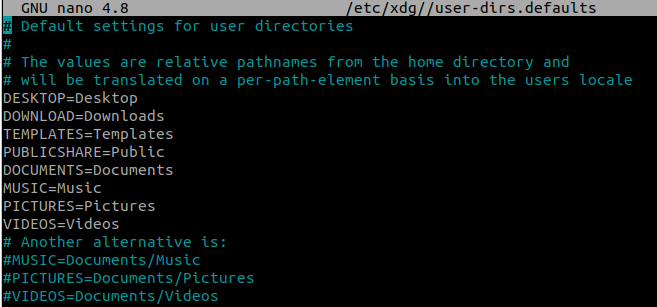 GNU nano 4.8 /etc/xdg//user-dirs.defaults
# Default settings for user directories
#
# The values are relative pathnames from the home directory and
# will be translated on a per-path-element basis into the users locale
DESKTOP=Desktop
DOWNLOAD=Downloads
TEMPLATES=Templates
PUBLICSHARE=Public
DOCUMENTS=Documents
MUSIC=Music
PICTURES=Pictures
VIDEOS=Videos
# Another alternative is:
#MUSIC=Documents/Music
#PICTURES=Documents/Pictures
#VIDEOS=Documents/Videos